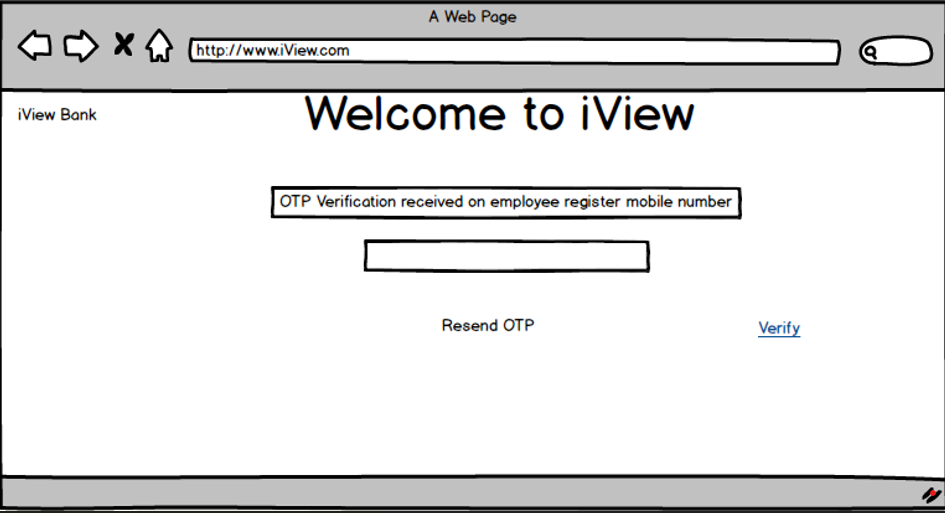 A Web Page
http://www.iView.com
iView Bank
Welcome to iView
OTP Verification received on employee register mobile number
Resend OTP
Verify